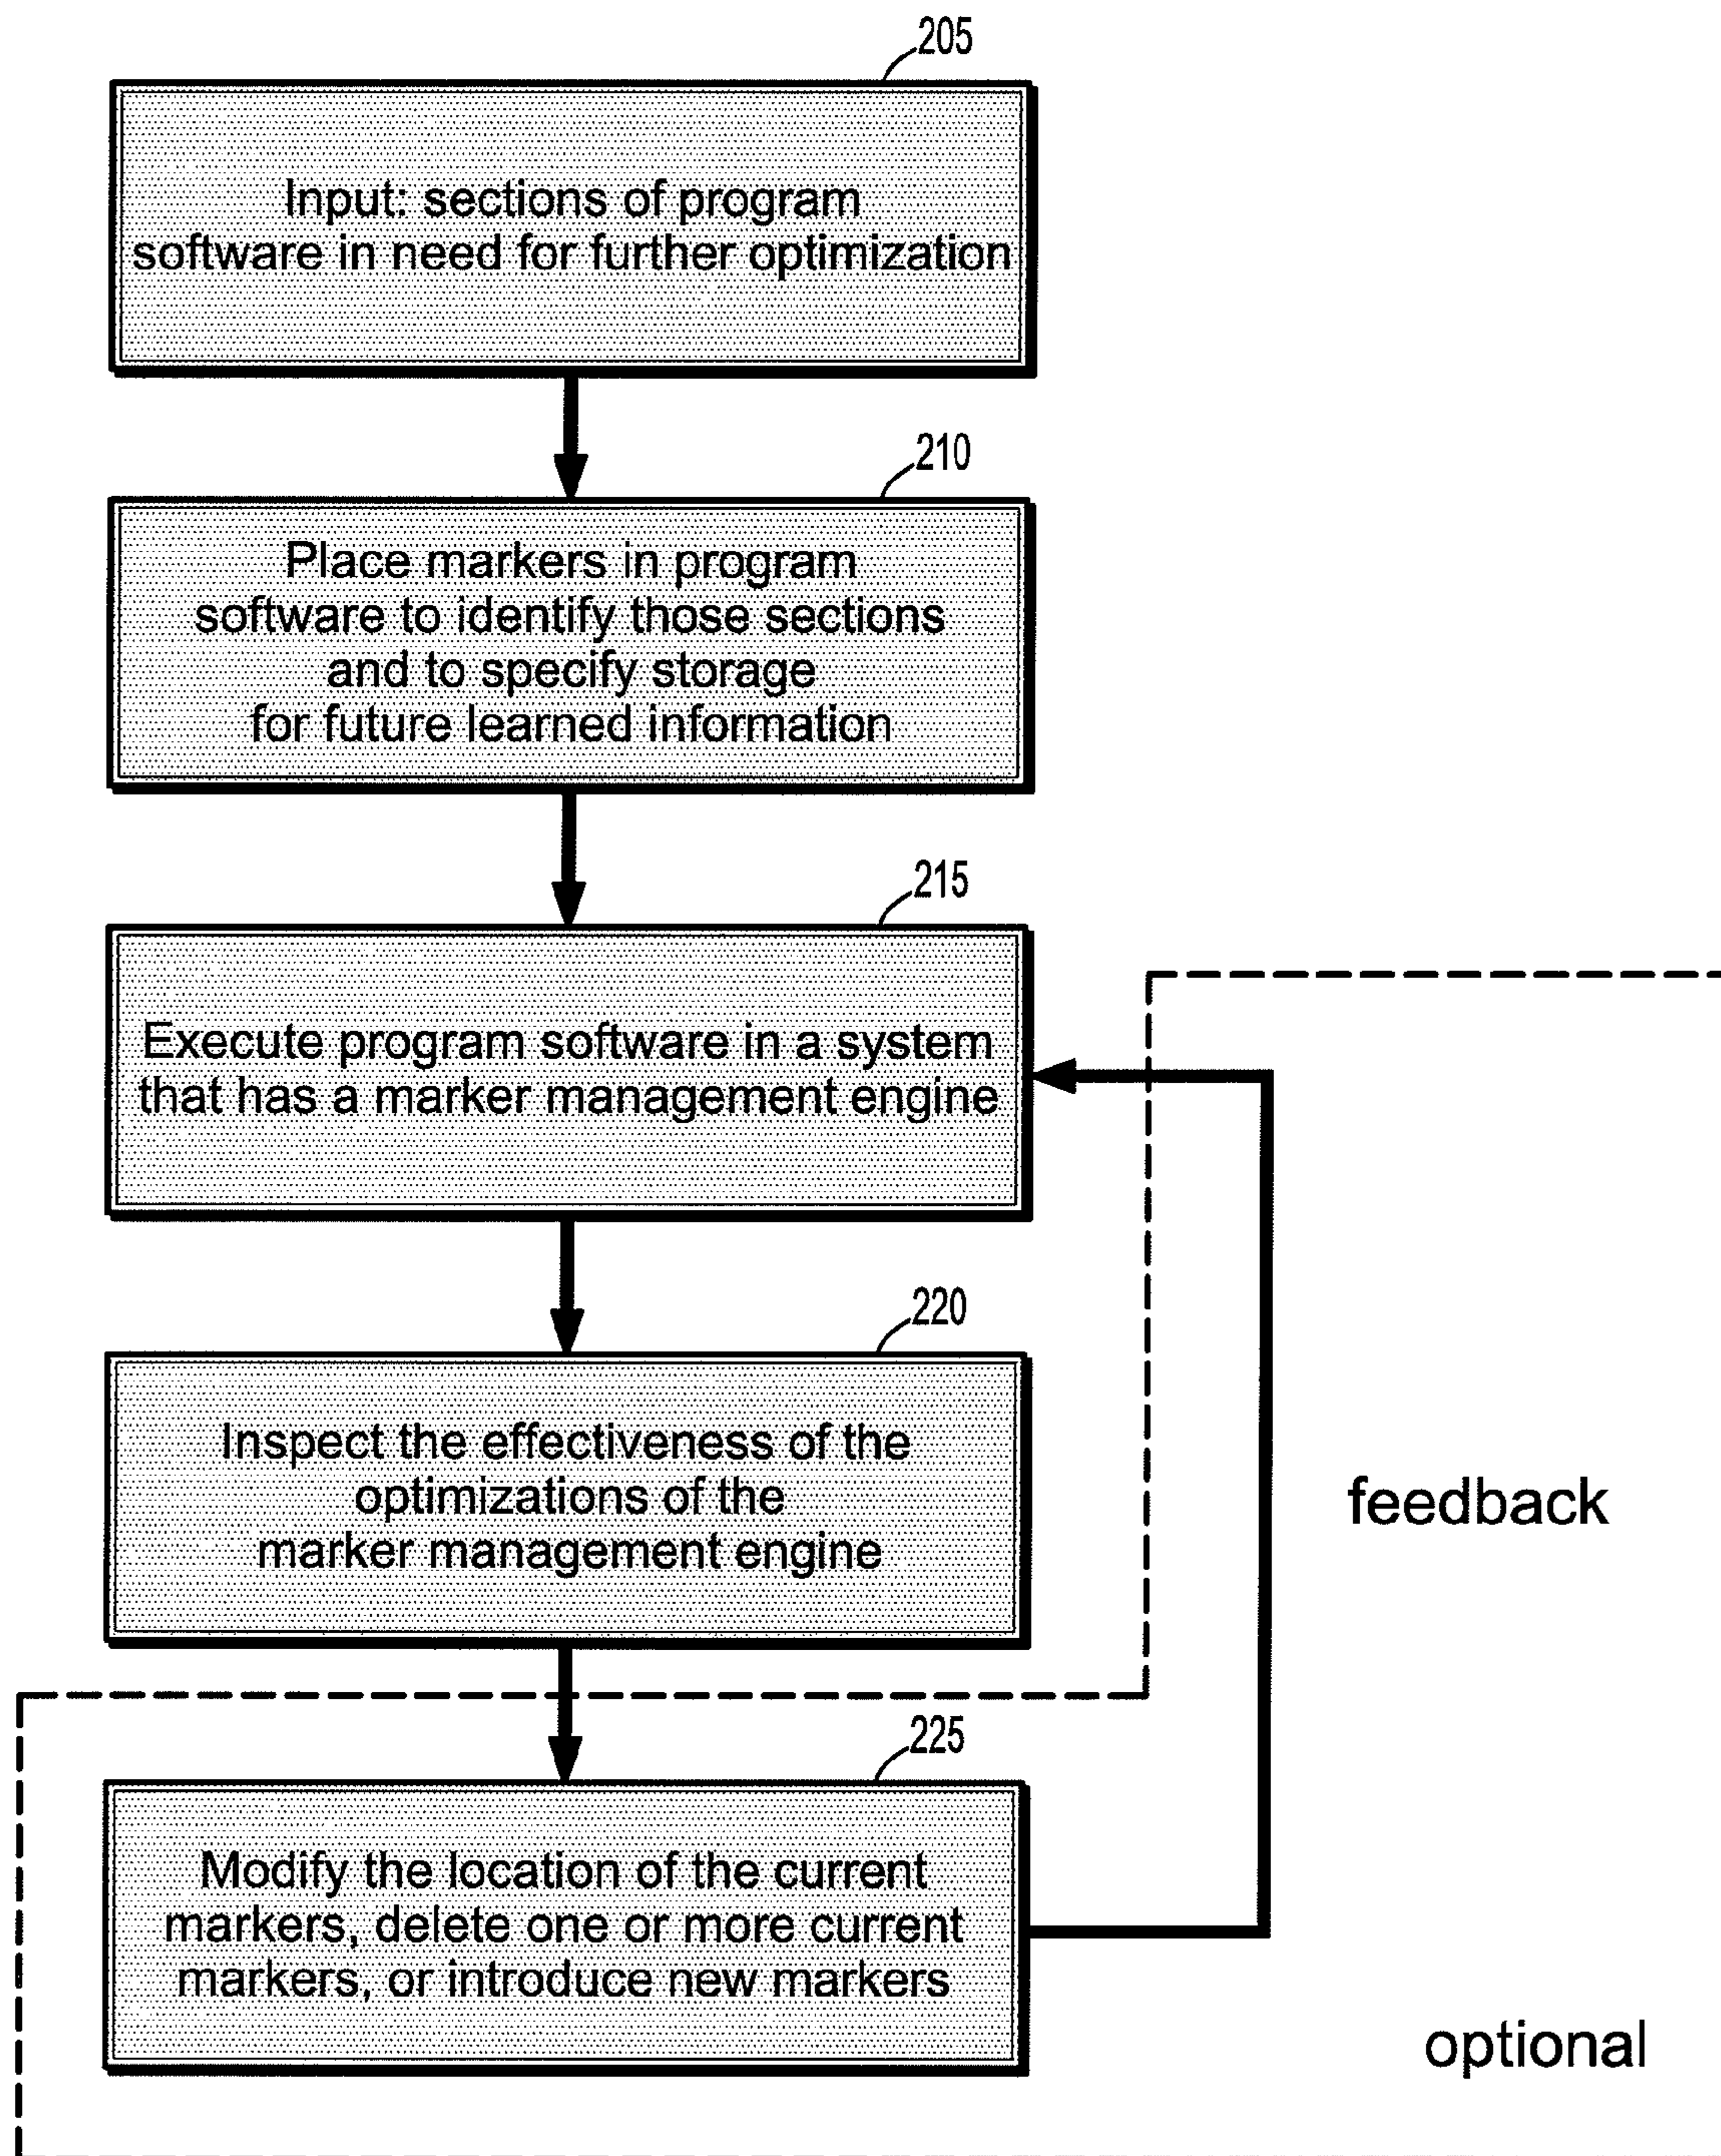 205
Input: sections of program
software in need for further optimization
210
Place markers in program
software to identify those sections
and to specify storage
for future learned information
215
Execute program software in a system
that has a marker management engine
220
Inspect the effectiveness of the
optimizations of the
marker management engine
feedback
225
Modify the location of the current
markers, delete one or more current
markers, or introduce new markers
optional